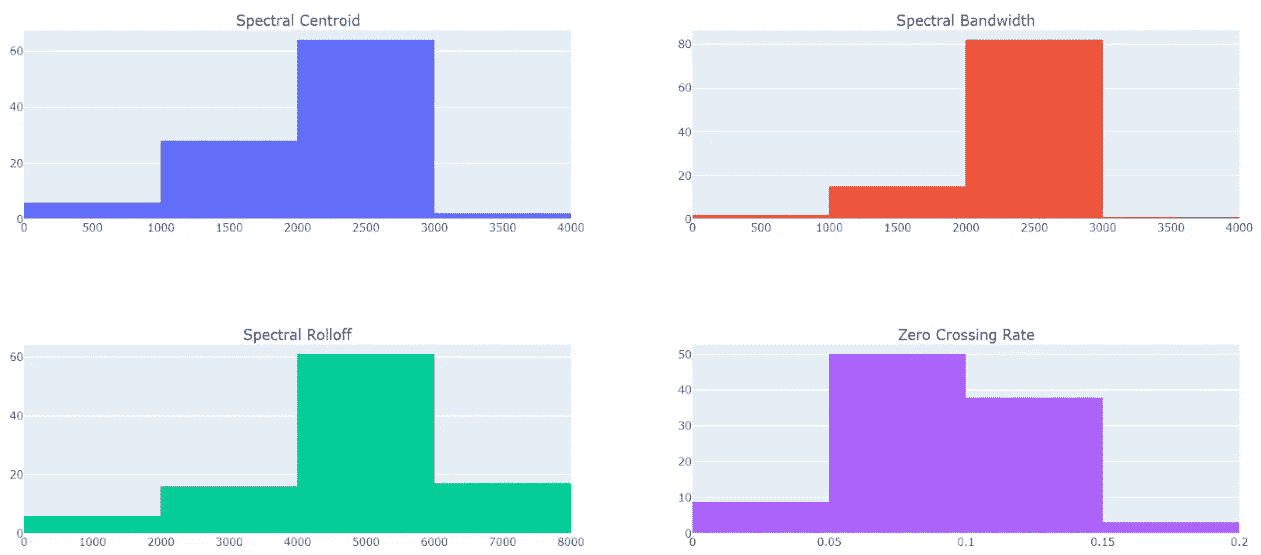 Spectral Centroid
60
40
20
0
0 500 1000 1500 2000 2500 3000 3500 4000
Spectral Bandwidth
80
60
40
20
0
0 500 1000 1500 2000 2500 3000 3500 4000
Spectral Rolloff
60
40
20
0
0 1000 2000 3000 4000 5000 6000 7000 8000
Zero Crossing Rate
50
40
30
20
10
0
0 0.05 0.1 0.15 0.2